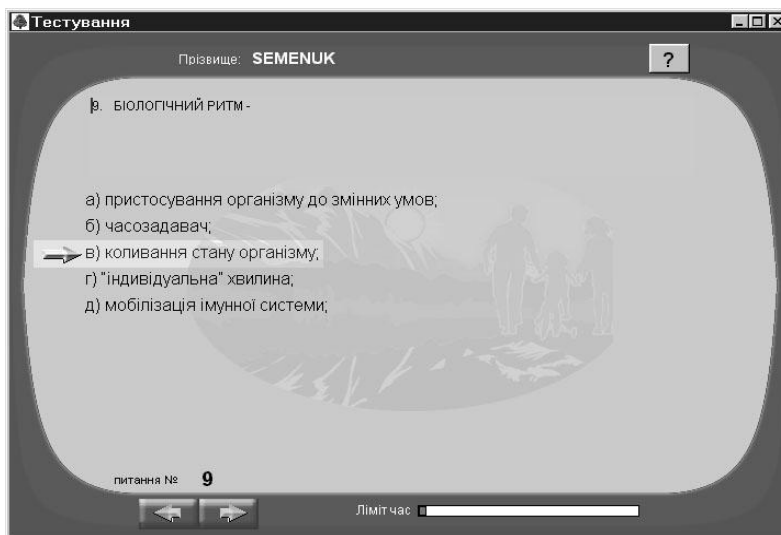 Тестування
Прізвище: SEMENUK
?
9. БІОЛОГІЧНИЙ РИТМ -
а) пристосування організму до змінних умов;
б) часозадавач;
в) коливання стану організму;
г) "індивідуальна" хвилина;
д) мобілізація імунної системи;
питання № 9
Ліміт час